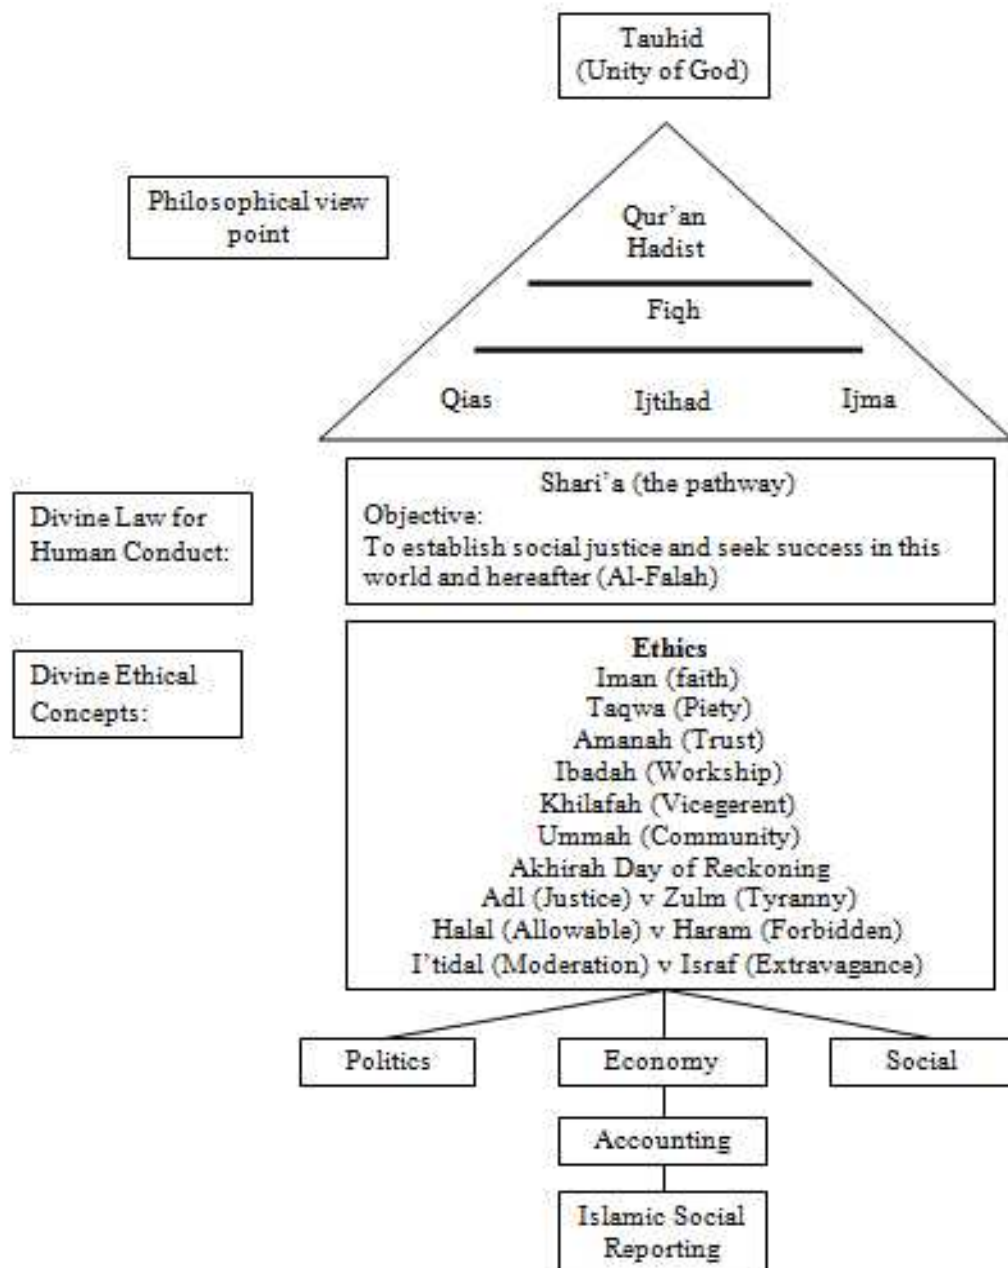 Tauhid
(Unity of God)
Philosophical view
point
Qur'an
Hadist
Fiqh
Qias Ijtihad Ijma
Divine Law for
Human Conduct:
Shari'a (the pathway)
Objective:
To establish social justice and seek success in this
world and hereafter (Al-Falah)
Divine Ethical
Concepts:
Ethics
Iman (faith)
Taqwa (Piety)
Amanah (Trust)
Ibadah (Workship)
Khilafah (Vicegerent)
Ummah (Community)
Akhirah Day of Reckoning
Adl (Justice) v Zulm (Tyranny)
Halal (Allowable) v Haram (Forbidden)
I'tidal (Moderation) v Israf (Extravagance)
Politics Economy Social
Accounting
Islamic Social
Reporting